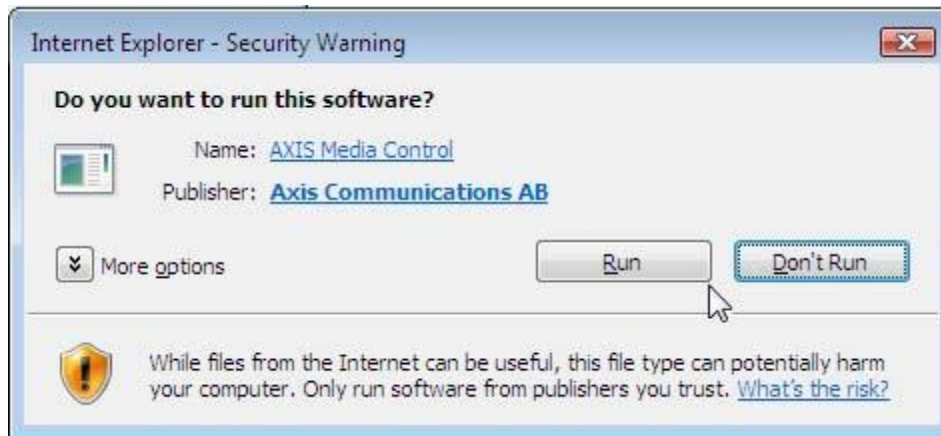 Internet Explorer - Security Warning
Do you want to run this software?
Name: AXIS Media Control
Publisher: Axis Communications AB
More options
Run
Don't Run
While files from the Internet can be useful, this file type can potentially harm
your computer. Only run software from publishers you trust. What's the risk?